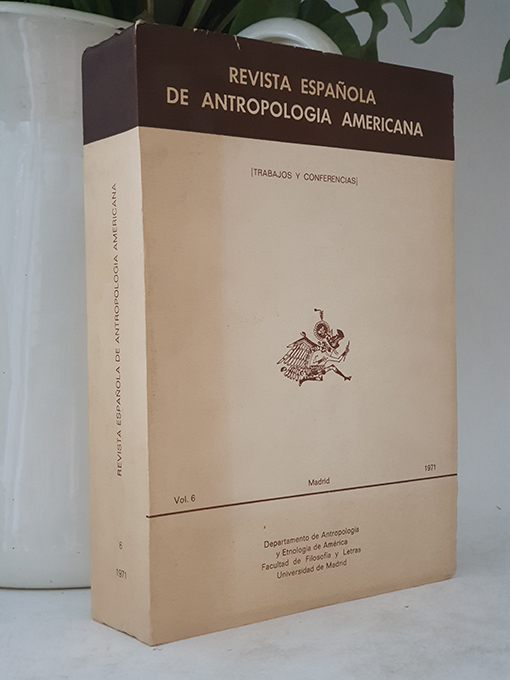 REVISTA ESPAÑOLA
DE ANTROPOLOGIA AMERICANA
[TRABAJOS Y CONFERENCIAS]
Vol. 6
Madrid
1971
Departamento de Antropología
y Etnología de América
Facultad de Filosofía y Letras
Universidad de Madrid
REVISTA ESPAÑOLA DE ANTROPOLOGIA AMERICANA
6
1971